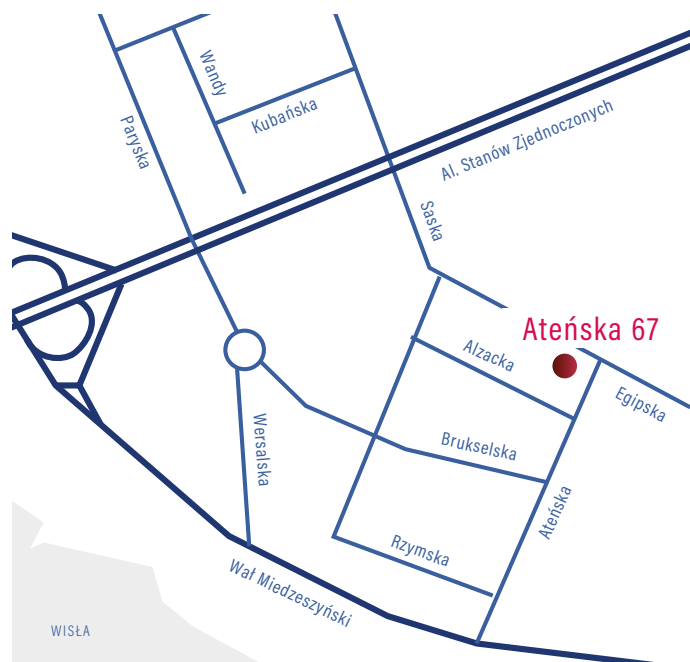 Wandy
Paryska
Kubańska
Al. Stanów Zjednoczonych
Saska
Ateńska 67
Alzacka
Egipska
Wersalska
Brukselska
Ateńska
Rzymska
Wał Miedzeszyński
WISŁA